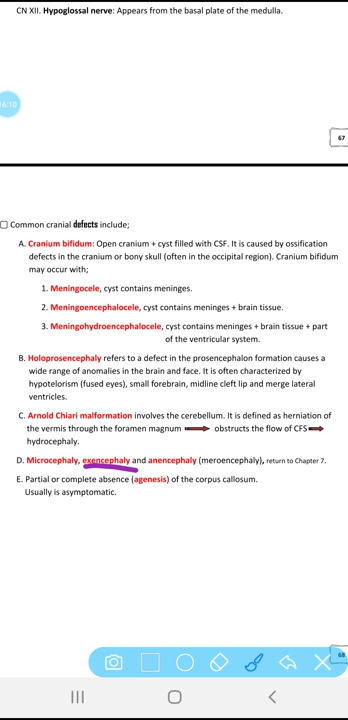 CN XII. Hypoglossal nerve: Appears from the basal plate of the medulla.
16:10
67
Common cranial defects include;
A. Cranium bifidum: Open cranium + cyst filled with CSF. It is caused by ossification
defects in the cranium or bony skull (often in the occipital region). Cranium bifidum
may occur with;
1. Meningocele, cyst contains meninges.
2. Meningoencephalocele, cyst contains meninges + brain tissue.
3. Meningohydroencephalocele, cyst contains meninges + brain tissue + part
of the ventricular system.
B. Holoprosencephaly refers to a defect in the prosencephalon formation causes a
wide range of anomalies in the brain and face. It is often characterized by
hypotelorism (fused eyes), small forebrain, midline cleft lip and merge lateral
ventricles.
C. Arnold Chiari malformation involves the cerebellum. It is defined as herniation of
the vermis through the foramen magnum obstructs the flow of CFS
hydrocephaly.
D. Microcephaly, exencephaly and anencephaly (meroencephaly), return to Chapter 7.
E. Partial or complete absence (agenesis) of the corpus callosum.
Usually is asymptomatic.
68